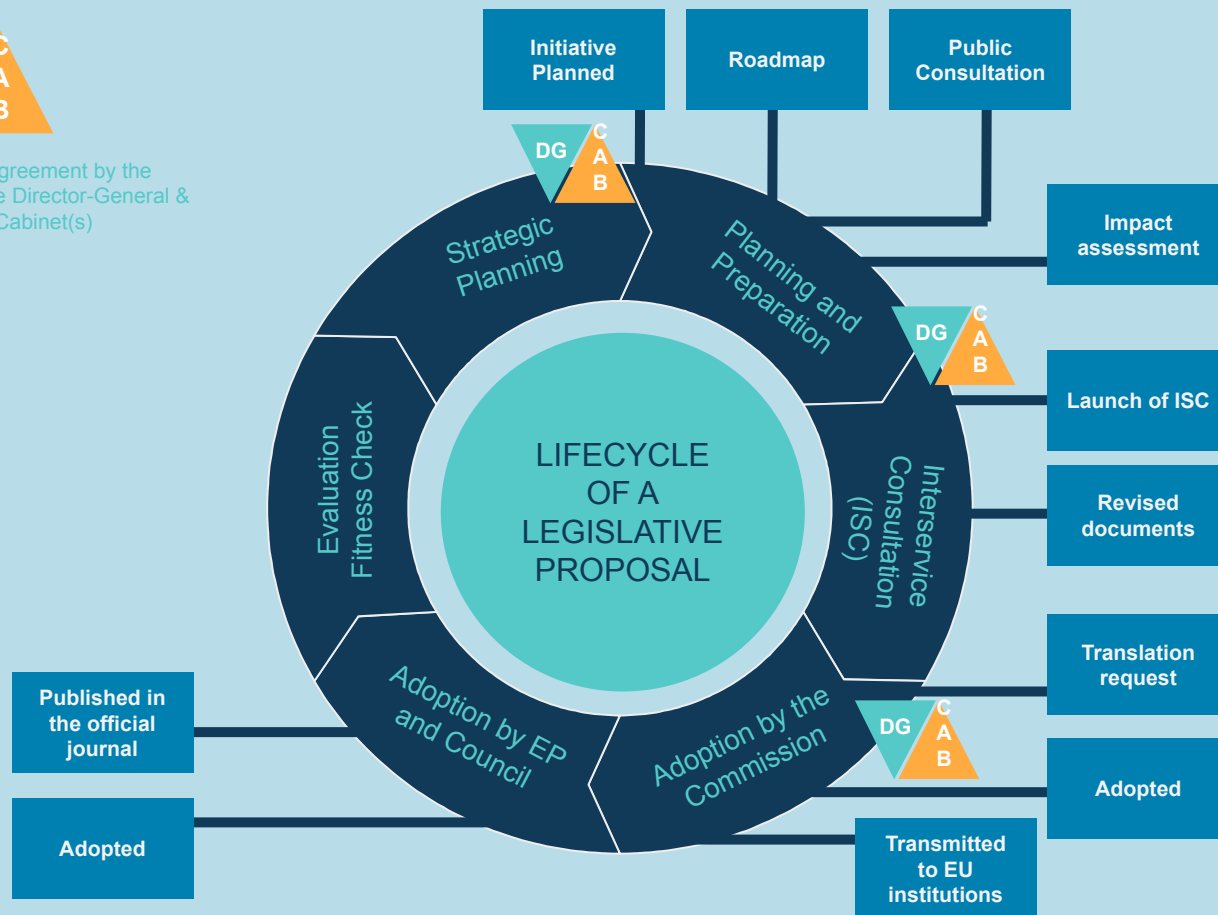 C
A
B
greement by the
Director-General &
Cabinet(s)
Initiative
Planned
Roadmap
Public
Consultation
DG
C
A
B
Strategic
Planning
Planning and
Preparation
Impact
assessment
DG
C
A
B
Launch of ISC
Interservice
Consultation
(ISC)
Revised
documents
Evaluation
Fitness Check
LIFECYCLE
OF A
LEGISLATIVE
PROPOSAL
Translation
request
DG
C
A
B
Adoption by the
Commission
Adopted
Transmitted
to EU
institutions
Adoption by EP
and Council
Published in
the official
journal
Adopted